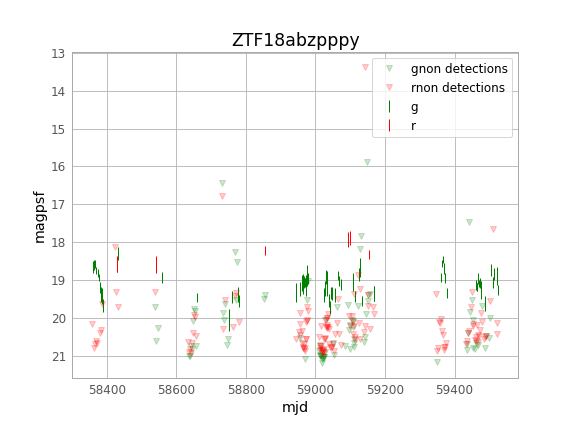 ZTF18abzpppy
13
14
15
16
17
18
19
20
21
magpsf
gnon detections
rnon detections
g
r
58400 58600 58800 59000 59200 59400
mjd